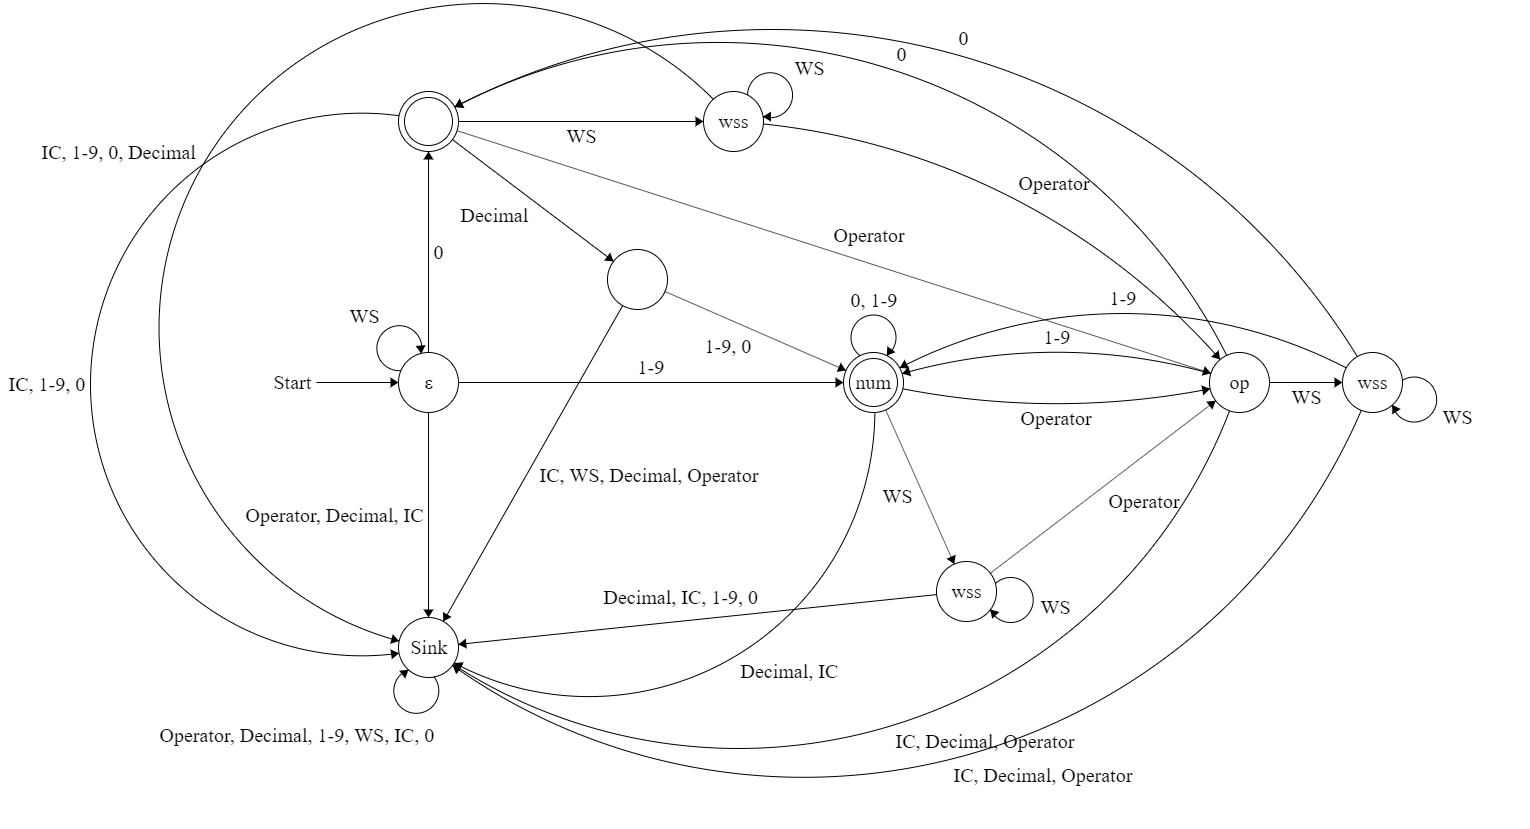 0
0
WS
wss
WS
IC, 1-9, 0, Decimal
Operator
Decimal
Operator
0
WS
0, 1-9
1-9
1-9
1-9, 0
1-9
Start
ε
num
op
wss
IC, 1-9, 0
WS
WS
Operator
IC, WS, Decimal, Operator
WS
Operator
Operator, Decimal, IC
wss
Decimal, IC, 1-9, 0
WS
Sink
Decimal, IC
Operator, Decimal, 1-9, WS, IC, 0
IC, Decimal, Operator
IC, Decimal, Operator